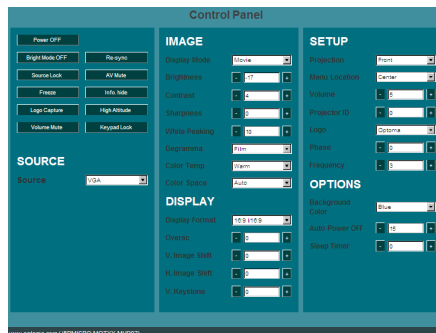 Control Panel
Power OFF
Bright Mode OFF
Re-sync
Source Lock
AV Mute
Freeze
Info. hide
Logo Capture
High Altitude
Volume Mute
Keypad Lock
SOURCE
Source
VGA
IMAGE
Display Mode
Movie
Brightness
- -17 +
Contrast
- 4 +
Sharpness
- 0 +
White Peaking
- 10 +
Degamma
Film
Color Temp
Warm
Color Space
Auto
DISPLAY
Display Format
16:9 I
Overscan
- 0 +
V. Image Shift
- 0 +
H. Image Shift
- 0 +
V. Keystone
- 0 +
SETUP
Projection
Front
Menu Location
Center
Volume
- 5 +
Projector ID
- 0 +
Logo
Optoma
Phase
- 0 +
Frequency
- 3 +
OPTIONS
Background
Color
Blue
Auto Power OFF
- 15 +
Sleep Timer
- 0 +